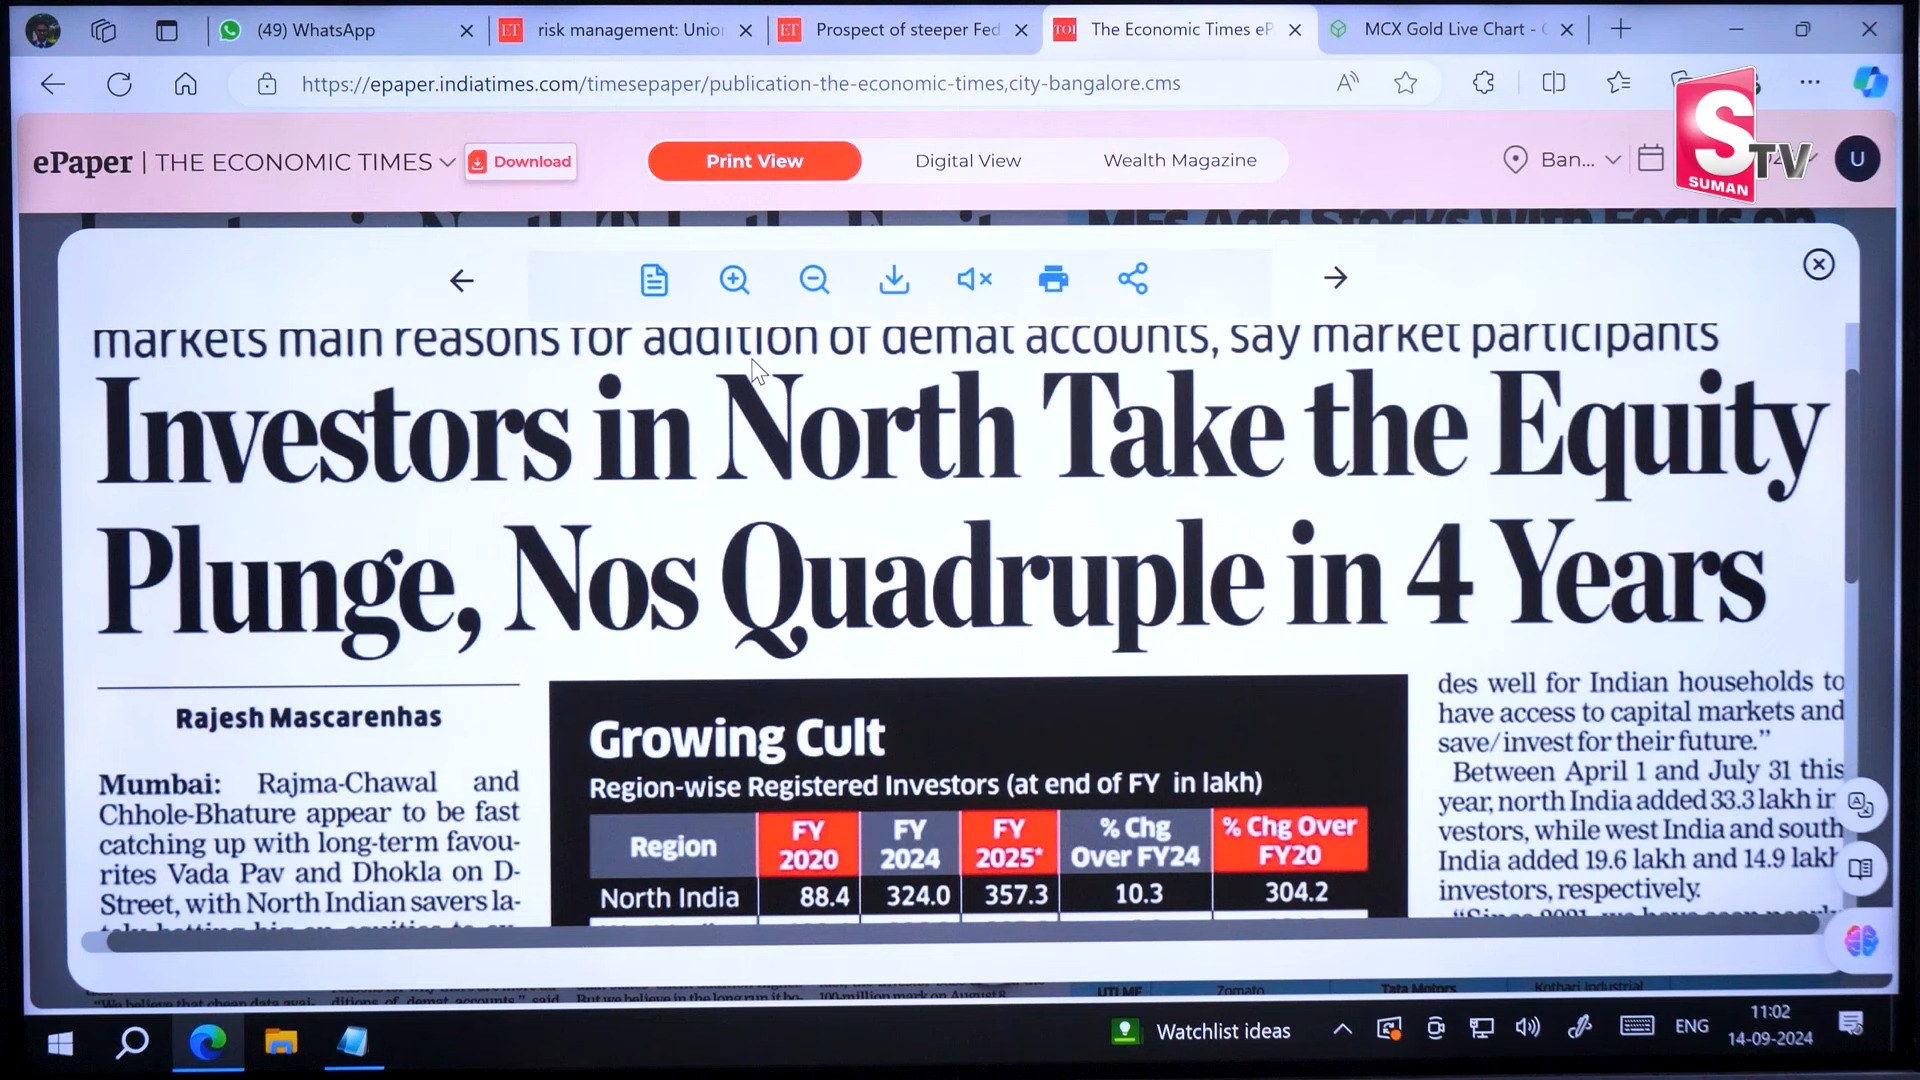 (49) WhatsApp
risk management: Union
Prospect of steeper Fed
The Economic Times eP
MCX Gold Live Chart -
https://epaper.indiatimes.com/timesepaper/publication-the-economic-times,city-bangalore.cms
ePaper | THE ECONOMIC TIMES
Download
Print View
Digital View
Wealth Magazine
Ban...
U
S TV
SUMAN
markets main reasons for addition of demat accounts, say market participants
Investors in North Take the Equity
Plunge, Nos Quadruple in 4 Years
Rajesh Mascarenhas
Mumbai: Rajma-Chawal and
Chhole-Bhature appear to be fast
catching up with long-term favou-
rites Vada Pav and Dhokla on D-
Street, with North Indian savers la-
Growing Cult
Region-wise Registered Investors (at end of FY in lakh)
Region FY 2020 FY 2024 FY 2025* % Chg Over FY24 % Chg Over FY20
North India 88.4 324.0 357.3 10.3 304.2
des well for Indian households to
have access to capital markets and
save/invest for their future."
Between April 1 and July 31 this
year, north India added 33.3 lakh in
vestors, while west India and south
India added 19.6 lakh and 14.9 lakh
investors, respectively.
UTI MF
Zomato
Tata Motors
Kothari Industrial
Watchlist ideas
ENG
11:02
14-09-2024